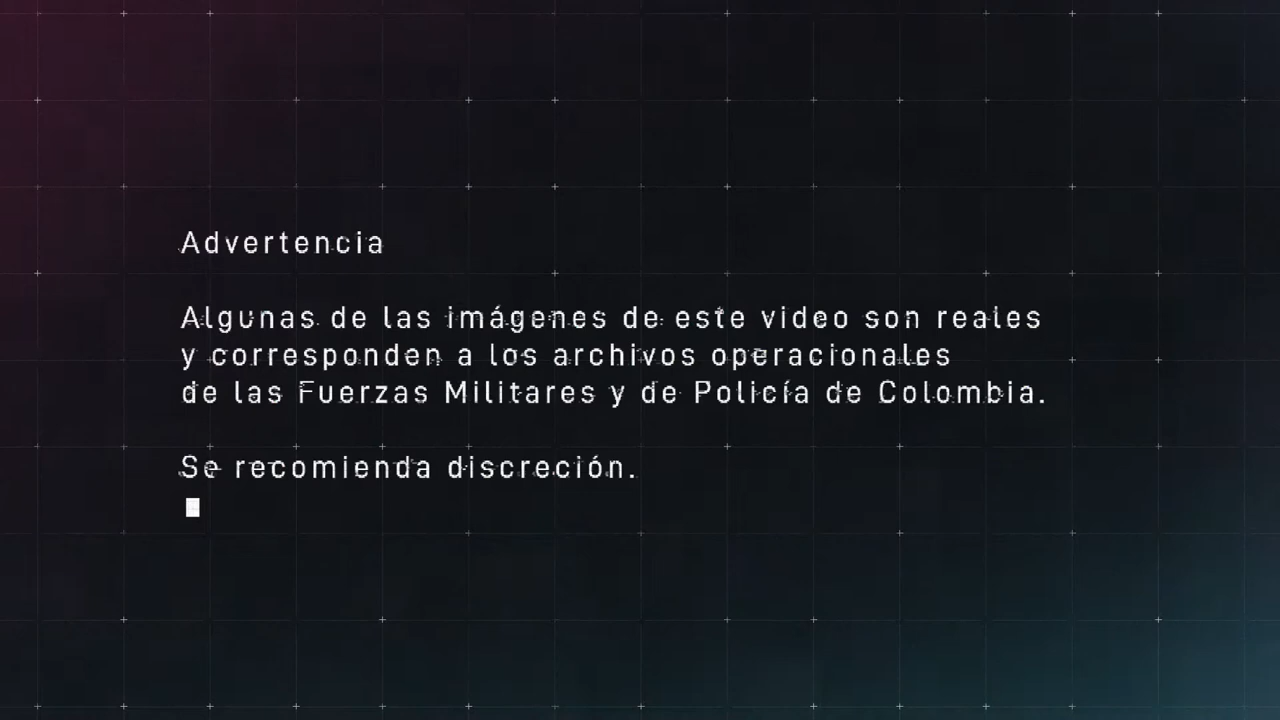 Advertencia
Algunas de las imágenes de este video son reales
y corresponden a los archivos operacionales
de las Fuerzas Militares y de Policía de Colombia.
Se recomienda discreción.